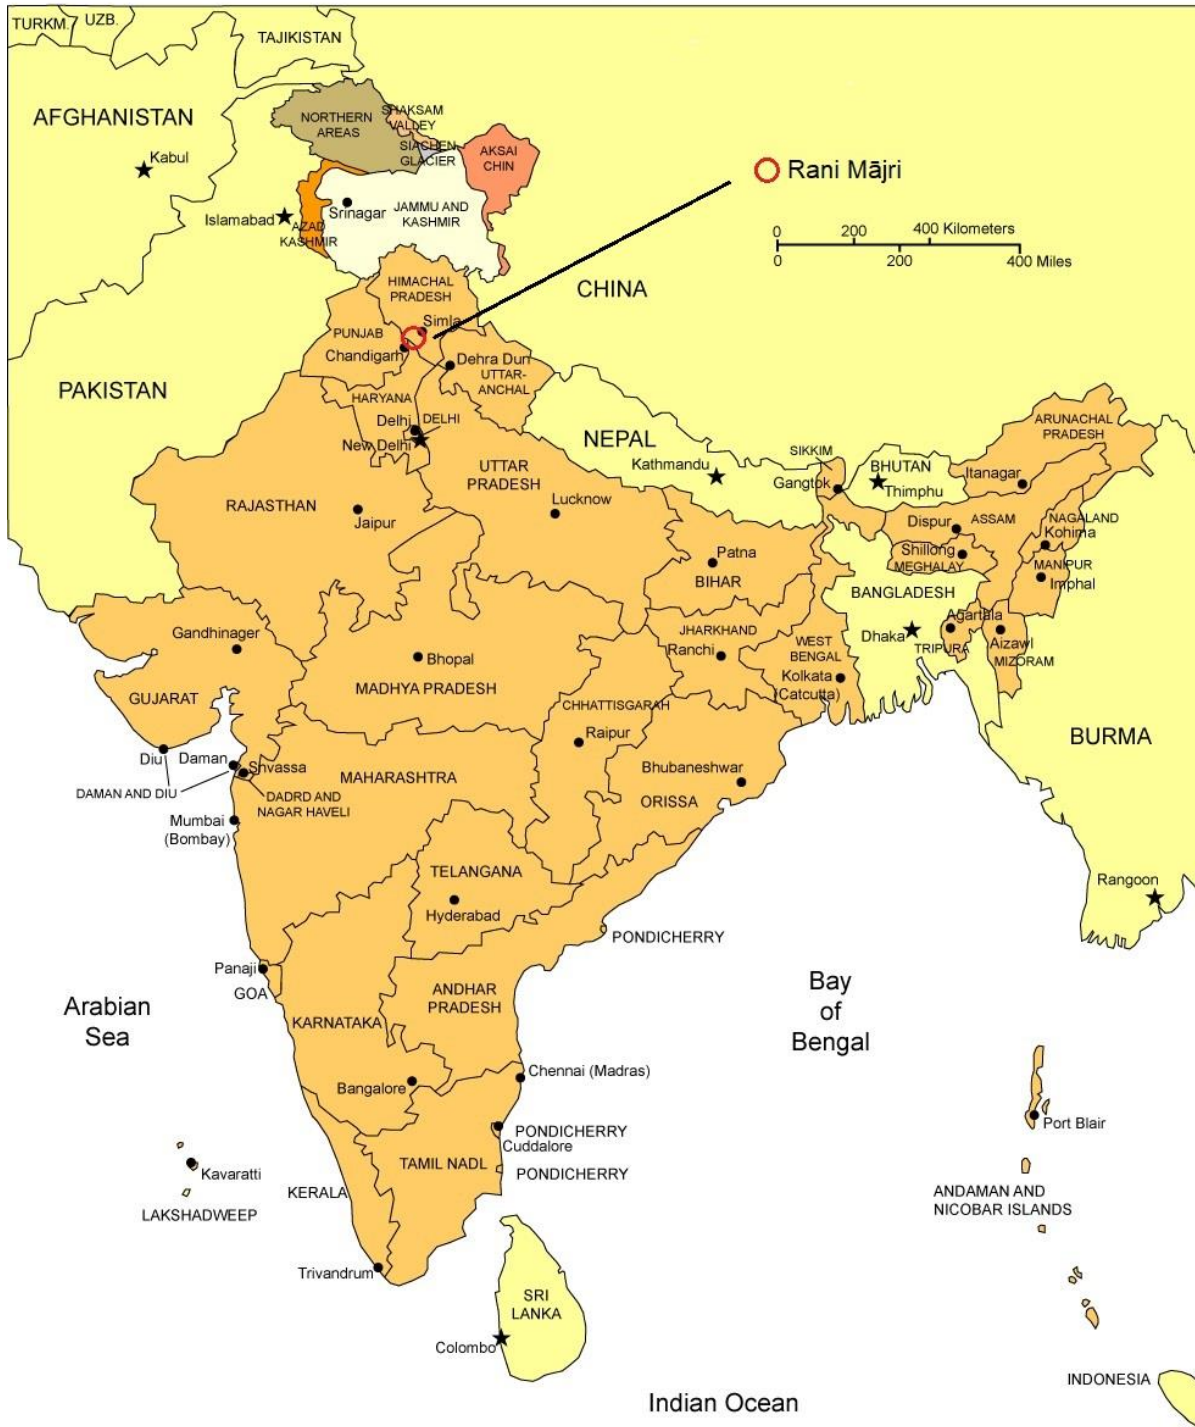 TURKM.
UZB.
TAJIKISTAN
AFGHANISTAN
Kabul
NORTHERN
AREAS
SHAKSAM
VALLEY
SIACHEN
GLACIER
AKSAI
CHIN
Rani Mājri
Islamabad
Srinagar
JAMMU AND
KASHMIR
AZAD
KASHMIR
0 200 400 Kilometers
0 200 400 Miles
CHINA
HIMACHAL
PRADESH
Simla
PUNJAB
Chandigarh
Dehra Dun
UTTAR-
ANCHAL
PAKISTAN
HARYANA
Delhi
DELHI
New Delhi
NEPAL
Kathmandu
SIKKIM
Gangtok
BHUTAN
Thimphu
ARUNACHAL
PRADESH
Itanagar
UTTAR
PRADESH
RAJASTHAN
Jaipur
Lucknow
Dispur
ASSAM
NAGALAND
Kohima
Shillong
MEGHALAY
MANIPUR
Imphal
Patna
BIHAR
BANGLADESH
Dhaka
Agartala
TRIPURA
Aizawl
MIZORAM
Gandhinager
GUJARAT
Bhopal
MADHYA PRADESH
JHARKHAND
Ranchi
WEST
BENGAL
Kolkata
(Catcutta)
CHHATTISGARAH
Raipur
BURMA
Diu
Daman
Shvassa
DAMAN AND DIU
DADRD AND
NAGAR HAVELI
MAHARASHTRA
Bhubaneshwar
ORISSA
Mumbai
(Bombay)
TELANGANA
Hyderabad
Rangoon
PONDICHERRY
Panaji
GOA
Arabian
Sea
KARNATAKA
ANDHAR
PRADESH
Bay
of
Bengal
Bangalore
Chennai (Madras)
PONDICHERRY
Cuddalore
PONDICHERRY
TAMIL NADL
Port Blair
Kavaratti
LAKSHADWEEP
KERALA
ANDAMAN AND
NICOBAR ISLANDS
Trivandrum
SRI
LANKA
Colombo
INDONESIA
Indian Ocean